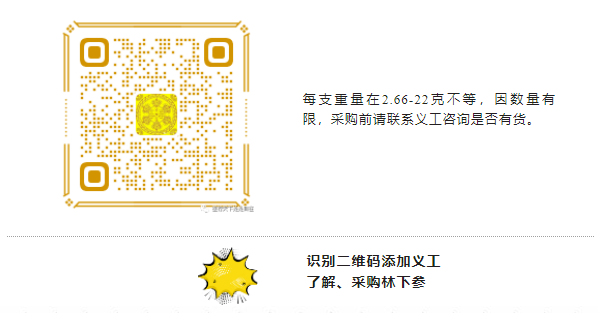 每支重量在2.66-22克不等，因数量有
限，采购前请联系义工咨询是否有货。
识别二维码添加义工
了解、采购林下参